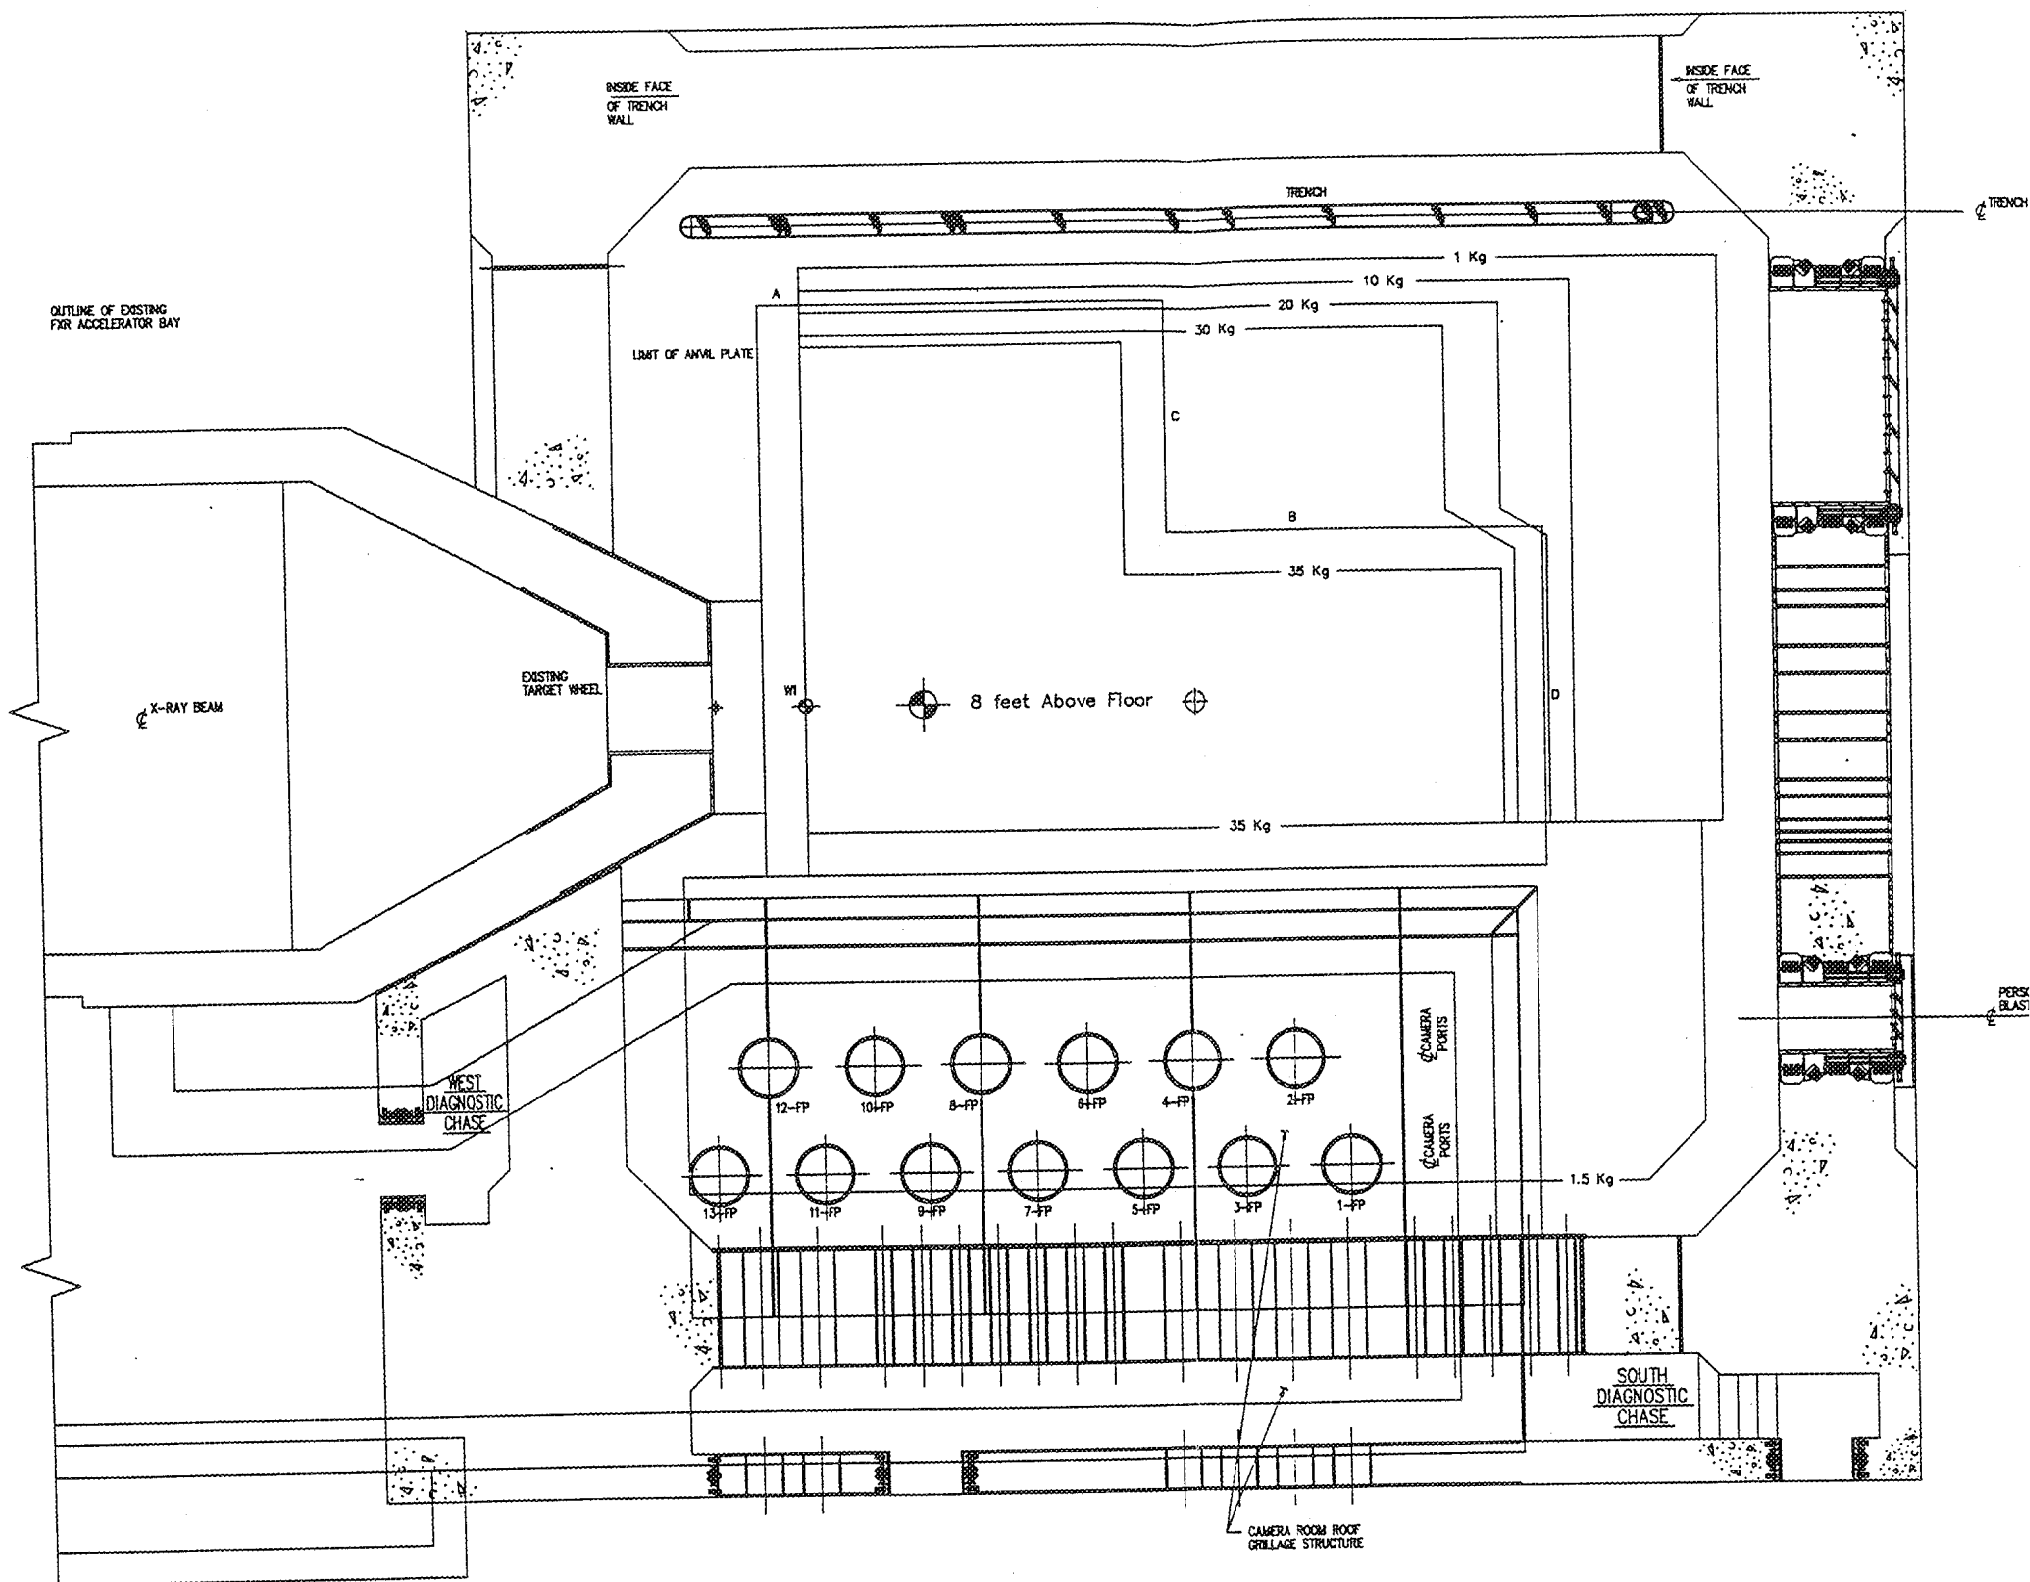 INSIDE FACE
OF TRENCH
WALL
INSIDE FACE
OF TRENCH
WALL
TRENCH
℄ TRENCH
1 Kg
10 Kg
A
20 Kg
30 Kg
OUTLINE OF EXISTING
FXR ACCELERATOR BAY
LIMIT OF ANVIL PLATE
C
B
35 Kg
EXISTING
TARGET WHEEL
W1
8 feet Above Floor
D
℄ X-RAY BEAM
35 Kg
℄ PERSO
BLAST
℄ CAMERA
PORTS
WEST
DIAGNOSTIC
CHASE
12-FP
10-FP
8-FP
6-FP
4-FP
2-FP
℄ CAMERA
PORTS
1.5 Kg
13-FP
11-FP
9-FP
7-FP
5-FP
3-FP
1-FP
SOUTH
DIAGNOSTIC
CHASE
CAMERA ROOM ROOF
GRILLAGE STRUCTURE